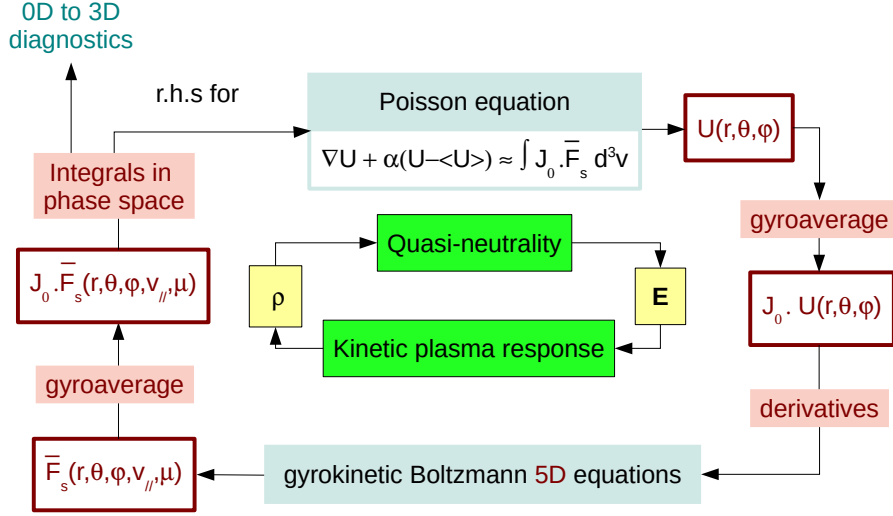 0D to 3D
diagnostics
r.h.s for
Poisson equation
∇U + α(U−<U>) ≈ ∫ J₀.F̅ₛ d³v
U(r,θ,φ)
Integrals in
phase space
gyroaverage
Quasi-neutrality
J₀.F̅ₛ(r,θ,φ,v//,μ)
ρ
E
J₀. U(r,θ,φ)
Kinetic plasma response
gyroaverage
derivatives
F̅ₛ(r,θ,φ,v//,μ)
gyrokinetic Boltzmann 5D equations